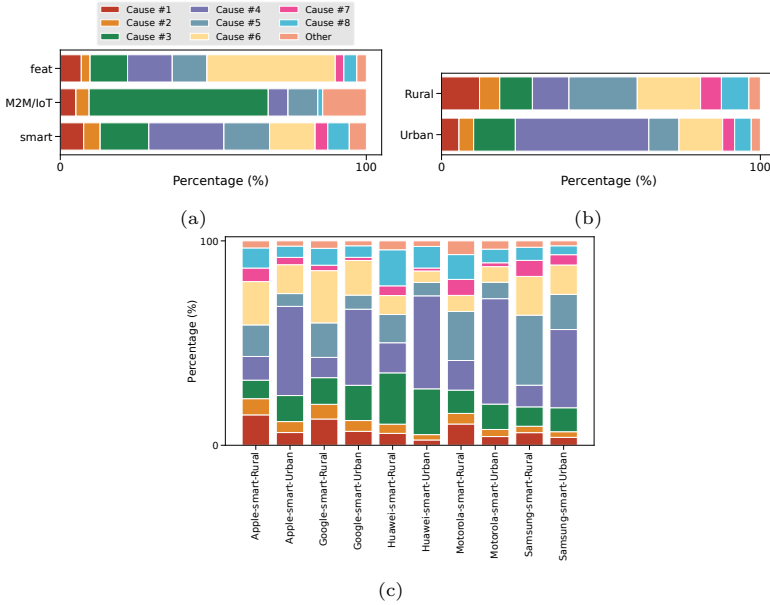 Cause #1 Cause #4 Cause #7
Cause #2 Cause #5 Cause #8
Cause #3 Cause #6 Other
feat
M2M/IoT
smart
0 100
Percentage (%)
(a)
Rural
Urban
0 100
Percentage (%)
(b)
100
Percentage (%)
0
Apple-smart-Rural
Apple-smart-Urban
Google-smart-Rural
Google-smart-Urban
Huawei-smart-Rural
Huawei-smart-Urban
Motorola-smart-Rural
Motorola-smart-Urban
Samsung-smart-Rural
Samsung-smart-Urban
(c)